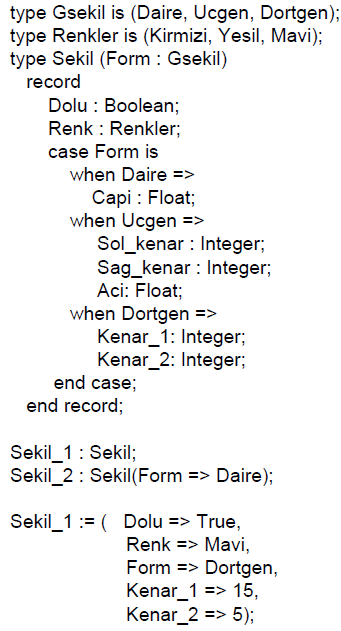 type Gsekil is (Daire, Ucgen, Dortgen);
type Renkler is (Kirmizi, Yesil, Mavi);
type Sekil (Form : Gsekil)
record
Dolu : Boolean;
Renk : Renkler;
case Form is
when Daire =>
Capi : Float;
when Ucgen =>
Sol_kenar : Integer;
Sag_kenar : Integer;
Aci: Float;
when Dortgen =>
Kenar_1: Integer;
Kenar_2: Integer;
end case;
end record;
Sekil_1 : Sekil;
Sekil_2 : Sekil(Form => Daire);
Sekil_1 := ( Dolu => True,
Renk => Mavi,
Form => Dortgen,
Kenar_1 => 15,
Kenar_2 => 5);